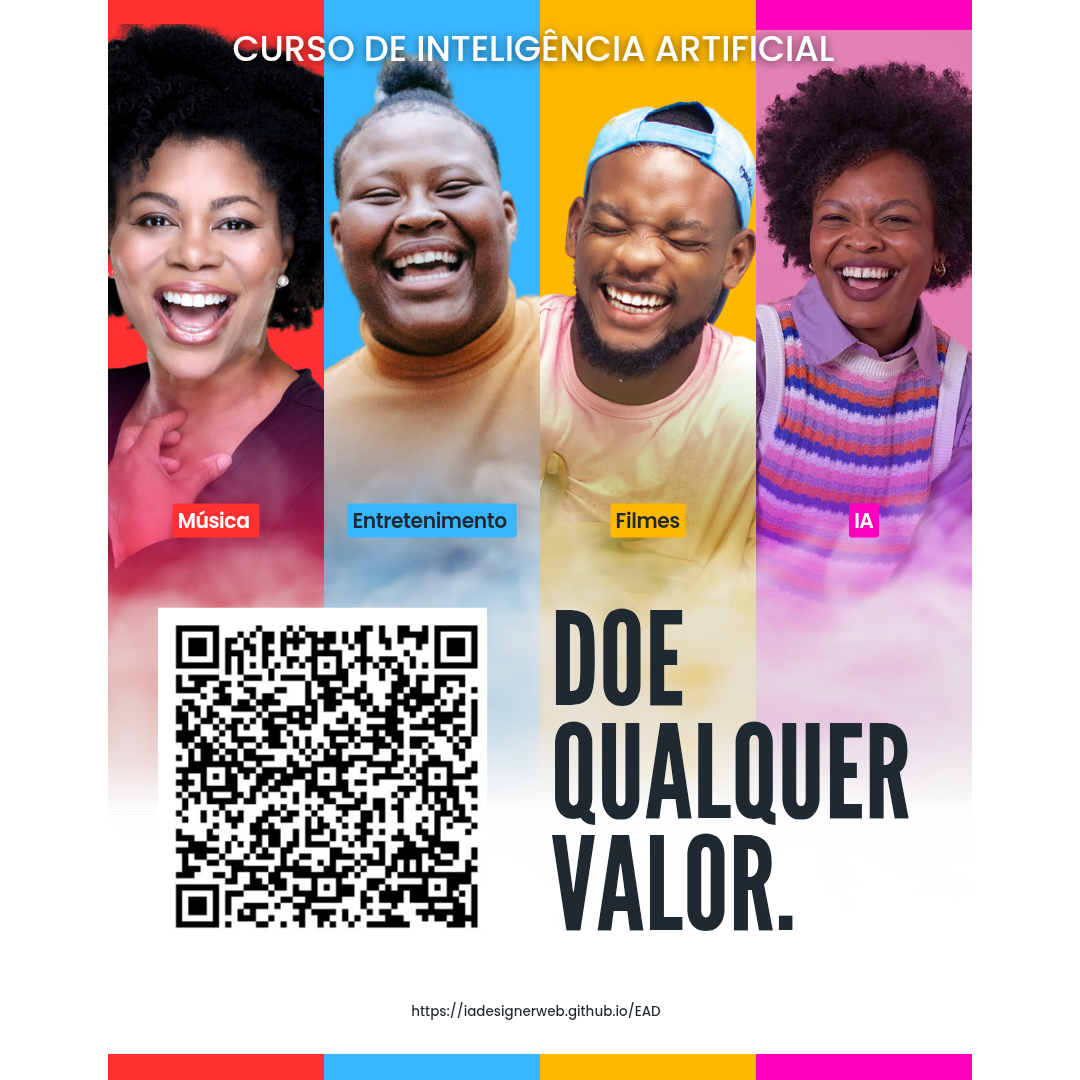 CURSO DE INTELIGÊNCIA ARTIFICIAL
Música
Entretenimento
Filmes
IA
DOE
QUALQUER
VALOR.
https://iadesignerweb.github.io/EAD